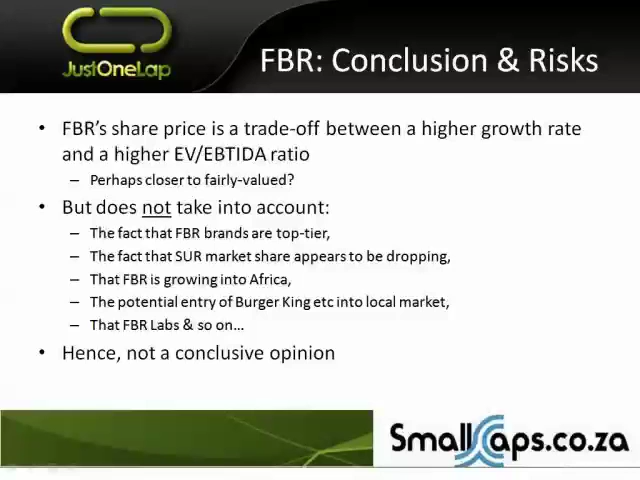 JustOneLap
FBR: Conclusion & Risks
• FBR's share price is a trade-off between a higher growth rate
and a higher EV/EBTIDA ratio
– Perhaps closer to fairly-valued?
• But does not take into account:
– The fact that FBR brands are top-tier,
– The fact that SUR market share appears to be dropping,
– That FBR is growing into Africa,
– The potential entry of Burger King etc into local market,
– That FBR Labs & so on...
• Hence, not a conclusive opinion
SmallCaps.co.za